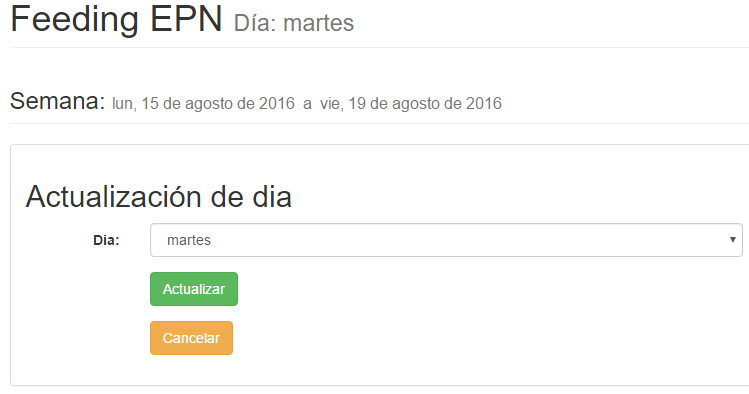 Feeding EPN Día: martes
Semana: lun, 15 de agosto de 2016 a vie, 19 de agosto de 2016
Actualización de dia
Dia: martes
Actualizar
Cancelar